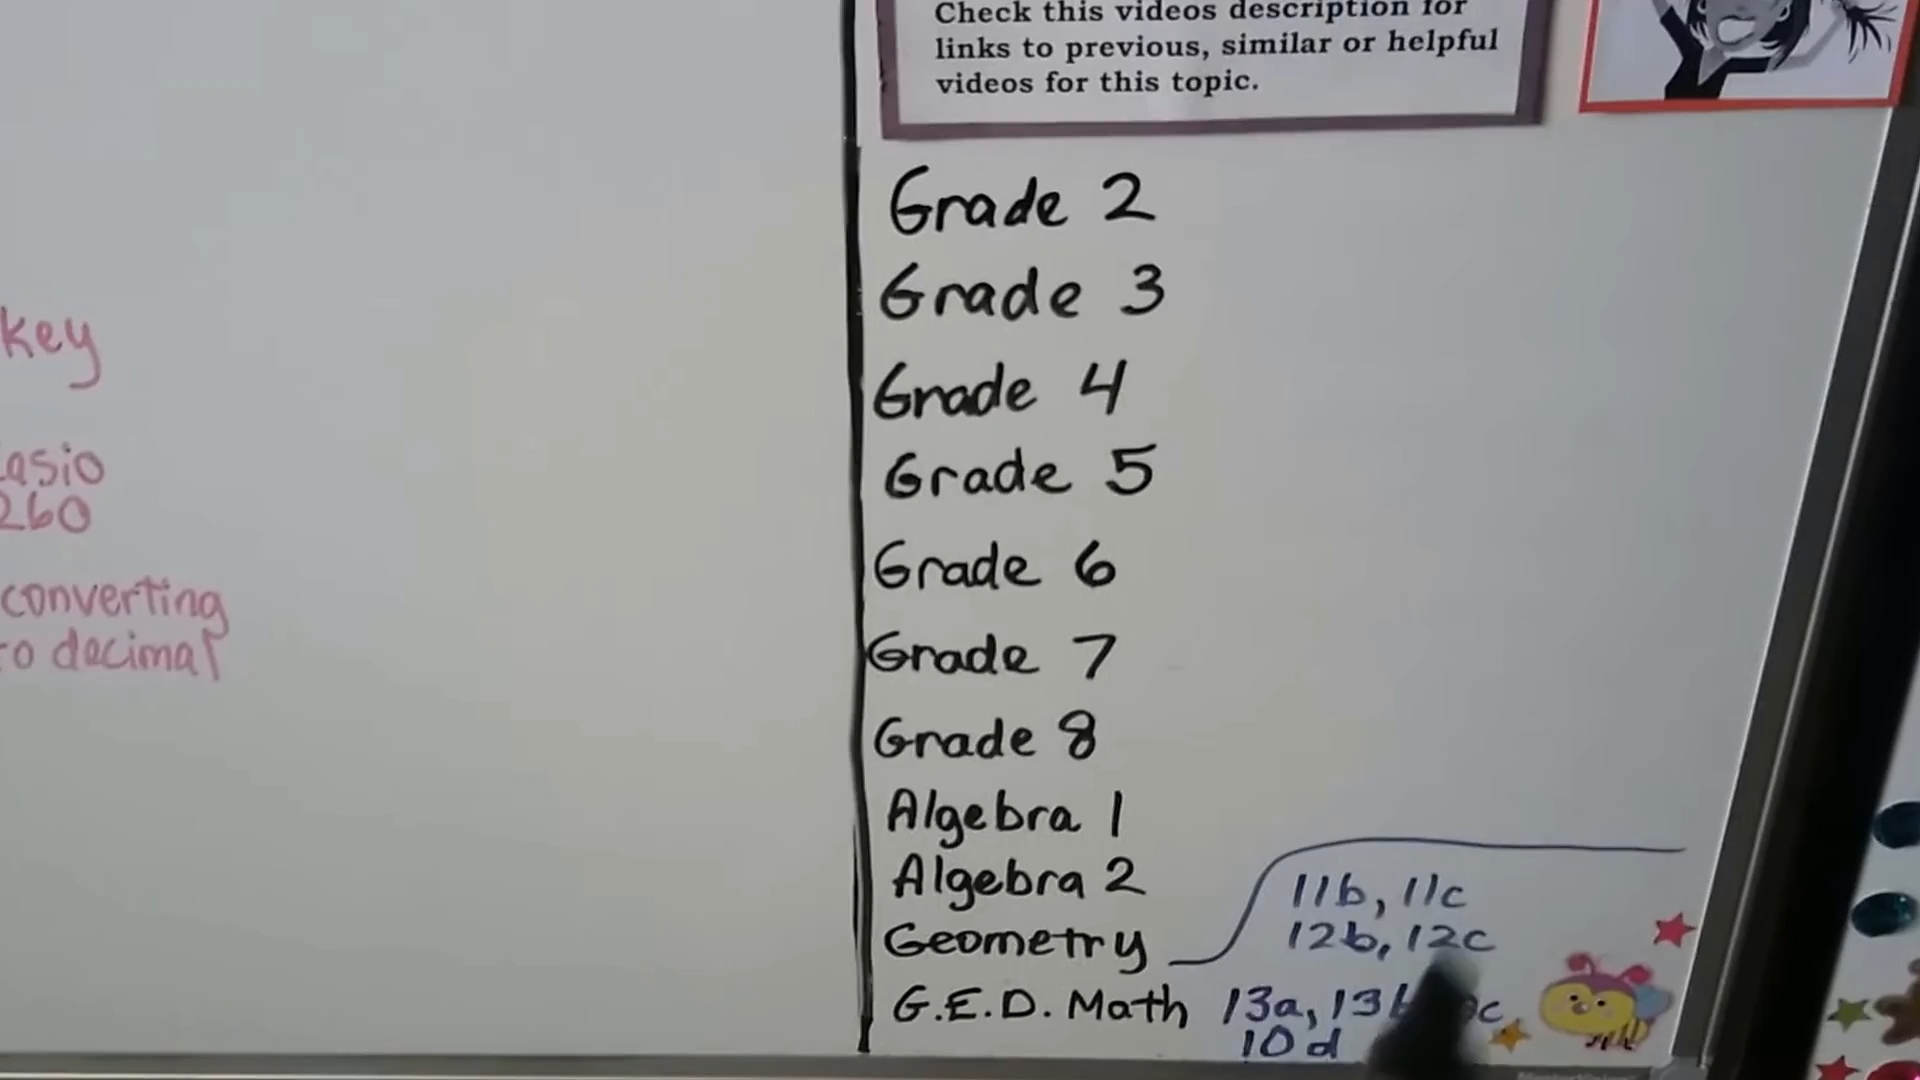 Check this videos description for
links to previous, similar or helpful
videos for this topic.
key
260
converting
decimal
Grade 2
Grade 3
Grade 4
Grade 5
Grade 6
Grade 7
Grade 8
Algebra 1
Algebra 2
Geometry
11b, 11c
12b, 12c
G.E.D. Math 13a,
10d